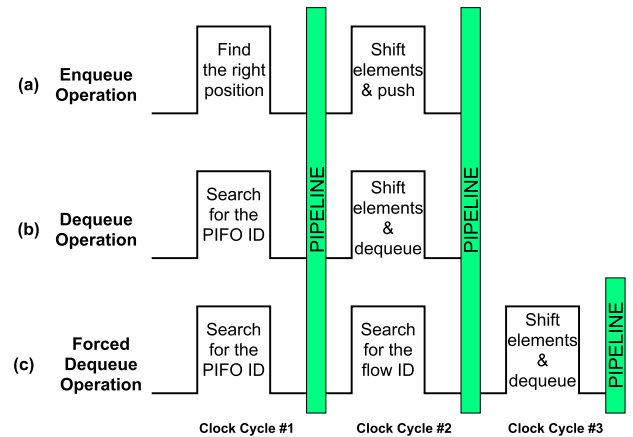 (a)
Enqueue
Operation
Find
the right
position
Shift
elements
& push
(b)
Dequeue
Operation
Search
for the
PIFO ID
PIPELINE
Shift
elements
&
dequeue
PIPELINE
(c)
Forced
Dequeue
Operation
Search
for the
PIFO ID
Search
for the
flow ID
Shift
elements
&
dequeue
PIPELINE
Clock Cycle #1
Clock Cycle #2
Clock Cycle #3